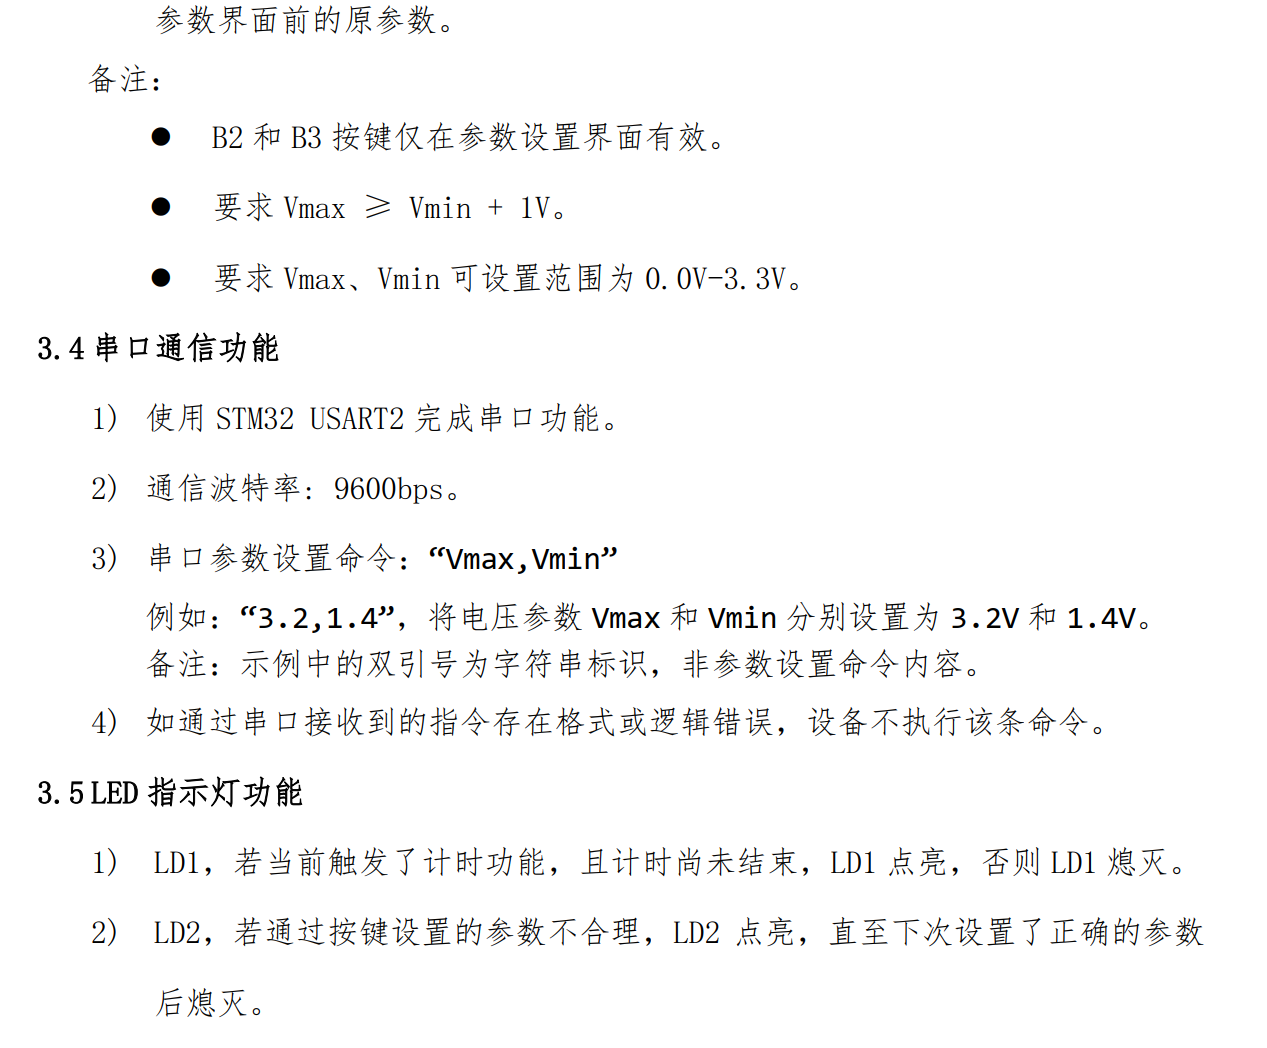 参数界面前的原参数。
备注：
● B2 和 B3 按键仅在参数设置界面有效。
● 要求 Vmax ≥ Vmin + 1V。
● 要求 Vmax、Vmin 可设置范围为 0.0V-3.3V。
3.4 串口通信功能
1) 使用 STM32 USART2 完成串口功能。
2) 通信波特率：9600bps。
3) 串口参数设置命令：“Vmax,Vmin”
例如：“3.2,1.4”，将电压参数 Vmax 和 Vmin 分别设置为 3.2V 和 1.4V。
备注：示例中的双引号为字符串标识，非参数设置命令内容。
4) 如通过串口接收到的指令存在格式或逻辑错误，设备不执行该条命令。
3.5 LED 指示灯功能
1) LD1，若当前触发了计时功能，且计时尚未结束，LD1 点亮，否则 LD1 熄灭。
2) LD2，若通过按键设置的参数不合理，LD2 点亮，直至下次设置了正确的参数
后熄灭。